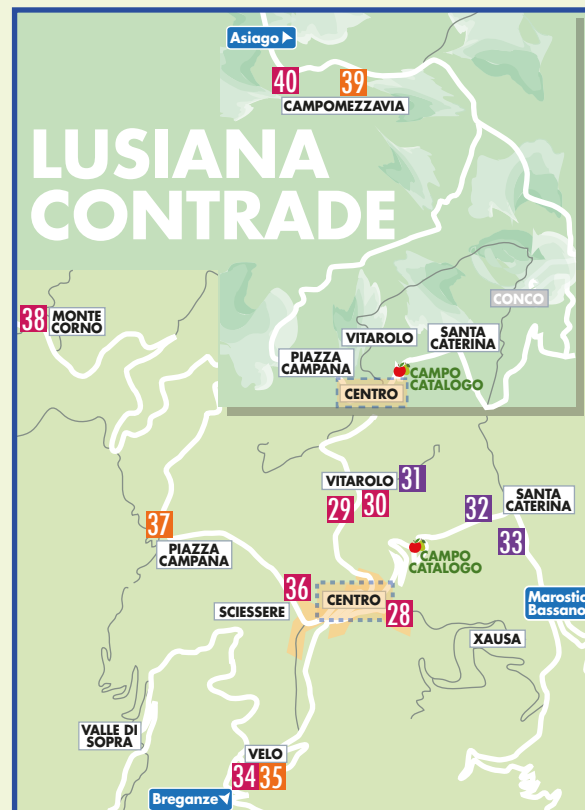 Asiago
40
39
CAMPOMEZZAVIA
LUSIANA
CONTRADE
CONCO
38
MONTE
CORNO
VITAROLO
SANTA
CATERINA
PIAZZA
CAMPANA
CAMPO
CATALOGO
CENTRO
VITAROLO
31
29
30
32
SANTA
CATERINA
33
37
PIAZZA
CAMPANA
CAMPO
CATALOGO
36
CENTRO
28
SCIESSERE
Marostic
Bassano
XAUSA
VALLE DI
SOPRA
VELO
34
35
Breganze